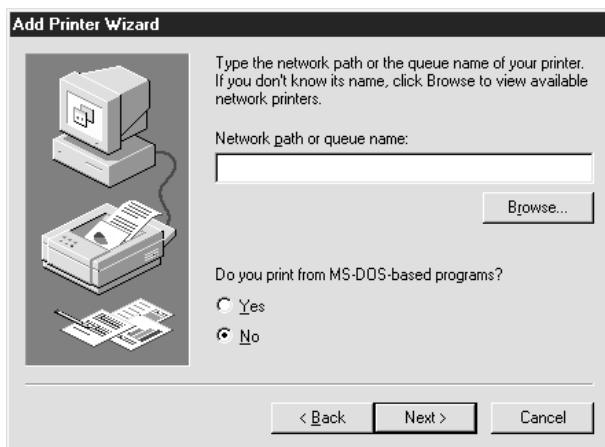 Add Printer Wizard
Type the network path or the queue name of your printer.
If you don't know its name, click Browse to view available
network printers.
Network path or queue name:
Browse...
Do you print from MS-DOS-based programs?
Yes
No
< Back
Next >
Cancel